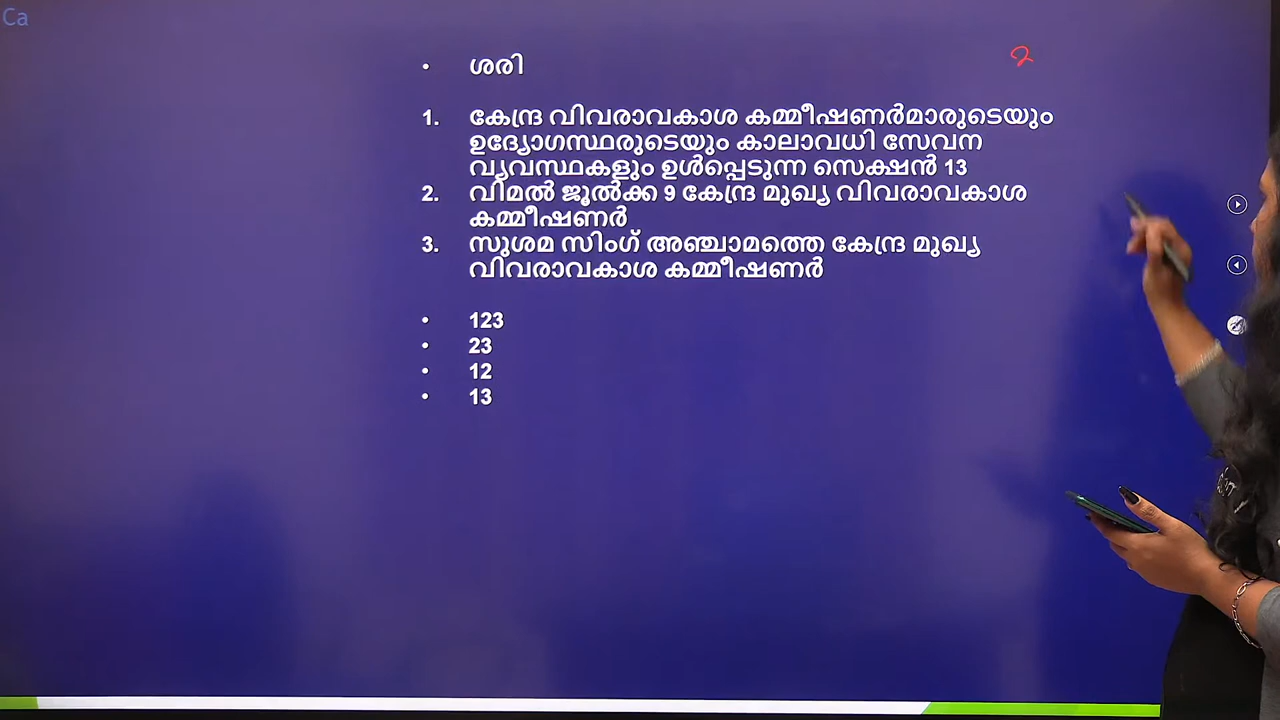 Ca
2
• ശരി
1. കേന്ദ്ര വിവരാവകാശ കമ്മീഷണർമാരുടെയും
ഉദ്യോഗസ്ഥരുടെയും കാലാവധി സേവന
വ്യവസ്ഥകളും ഉൾപ്പെടുന്ന സെക്ഷൻ 13
2. വിമൽ ജൂൽക്ക 9 കേന്ദ്ര മുഖ്യ വിവരാവകാശ
കമ്മീഷണർ
3. സുശമ സിംഗ് അഞ്ചാമത്തെ കേന്ദ്ര മുഖ്യ
വിവരാവകാശ കമ്മീഷണർ
• 123
• 23
• 12
• 13